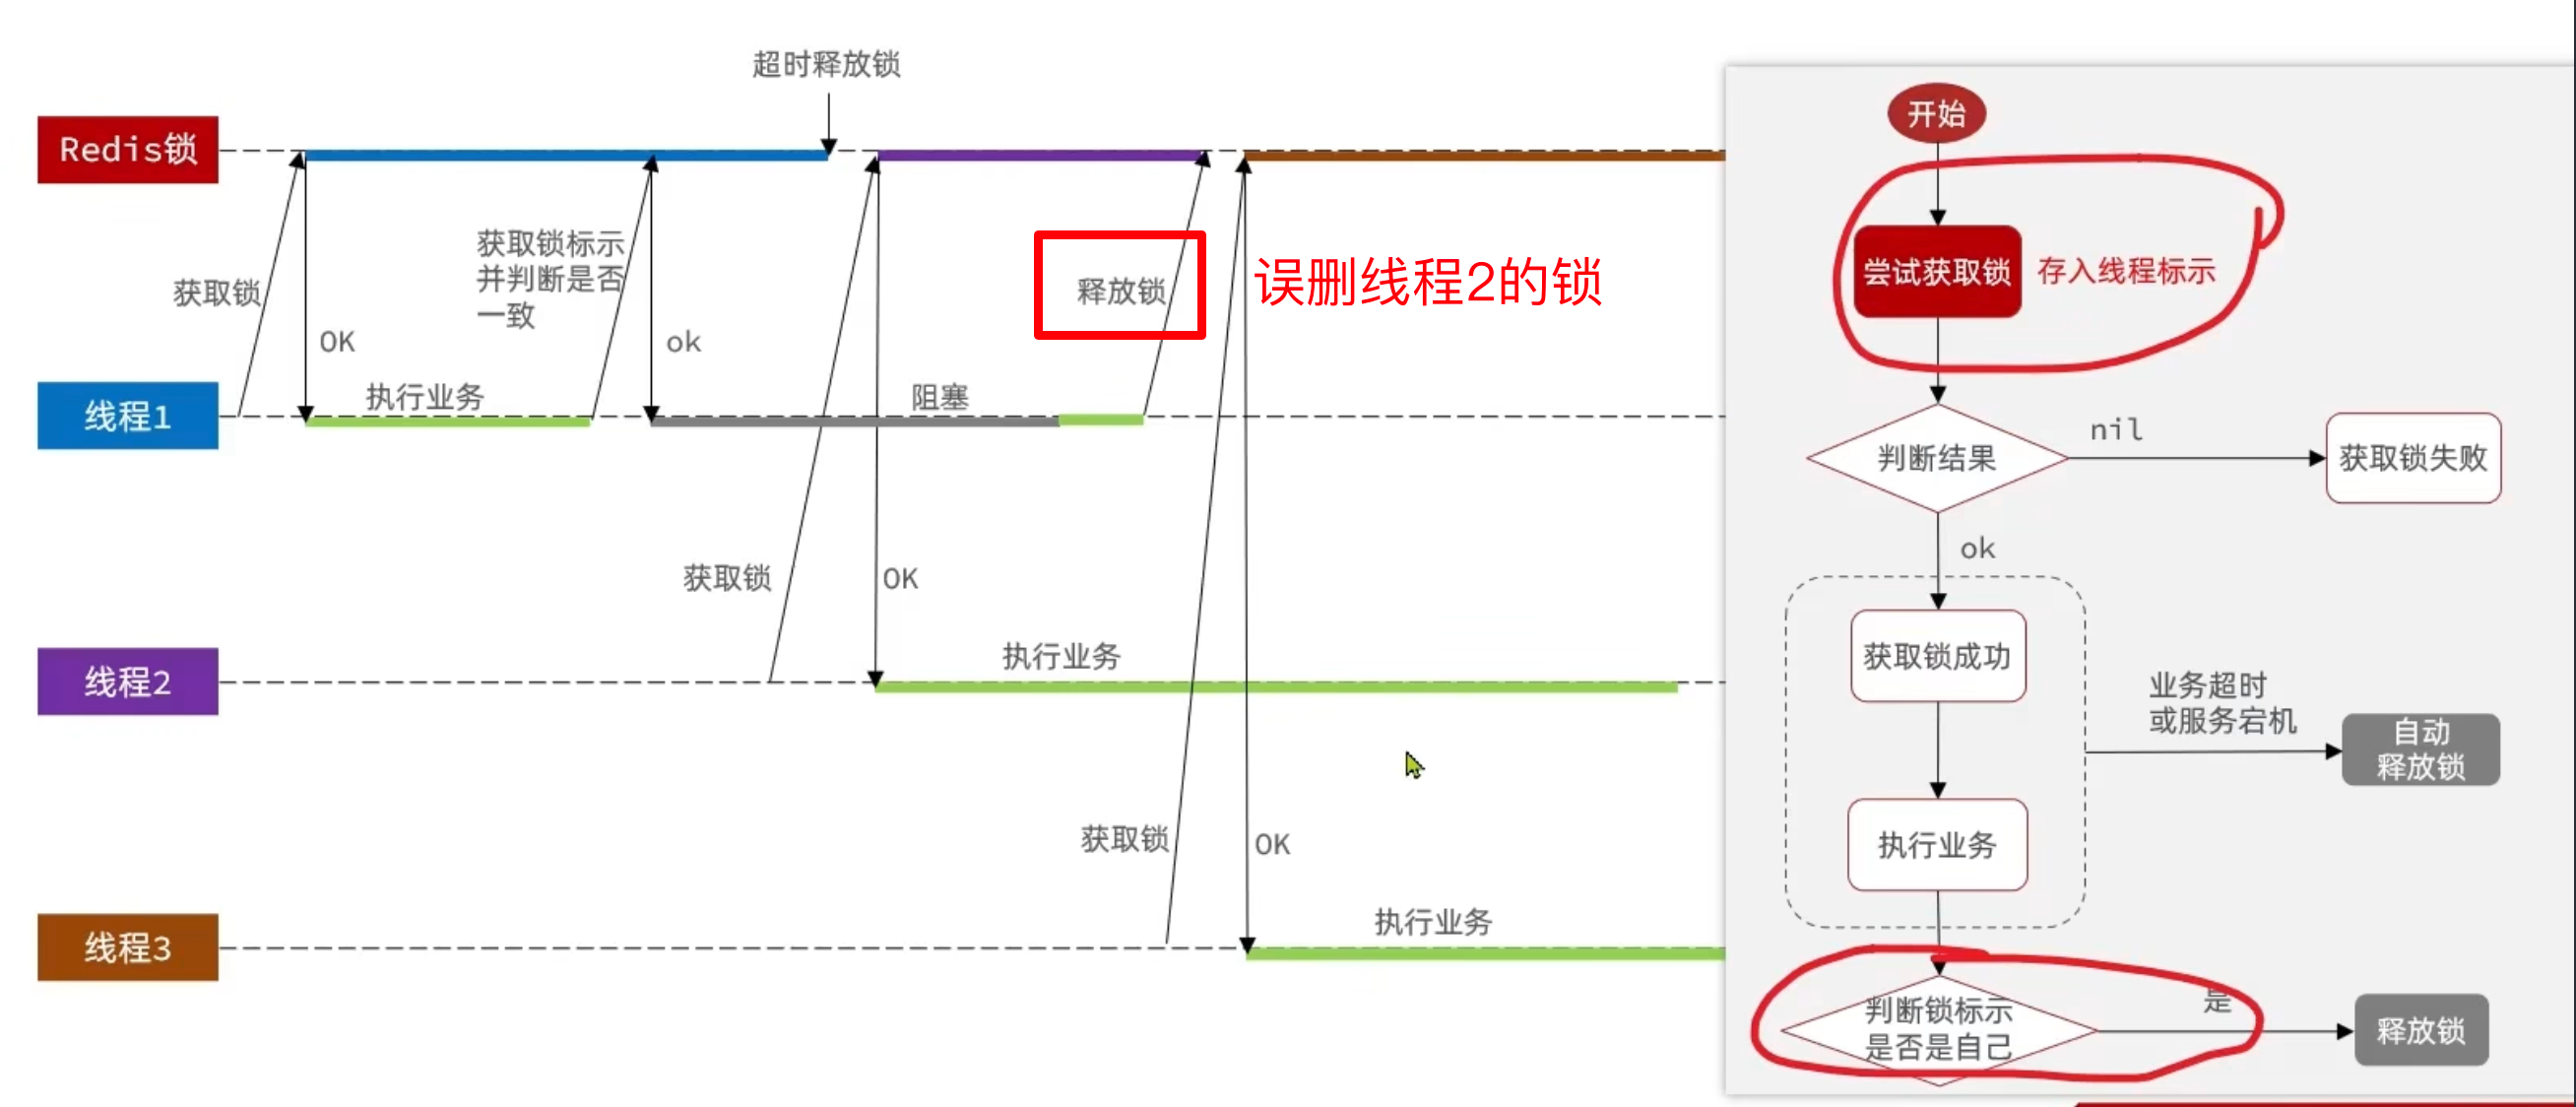 超时释放锁
Redis锁
获取锁
OK
获取锁标示
并判断是否
一致
ok
释放锁
误删线程2的锁
线程1
执行业务
阻塞
获取锁
OK
线程2
执行业务
获取锁
OK
线程3
执行业务
开始
尝试获取锁
存入线程标示
判断结果
nil
获取锁失败
ok
获取锁成功
业务超时
或服务宕机
自动
释放锁
执行业务
判断锁标示
是否是自己
是
释放锁